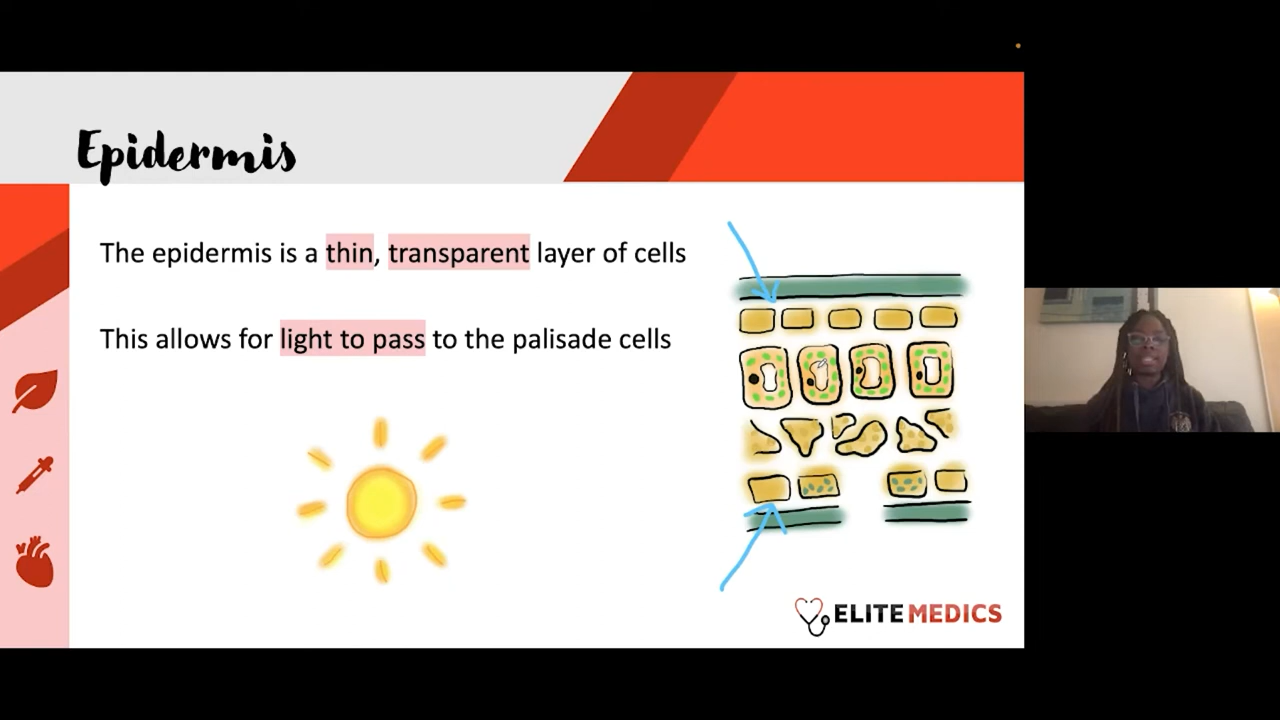 Epidermis
The epidermis is a thin, transparent layer of cells
This allows for light to pass to the palisade cells
ELITE MEDICS